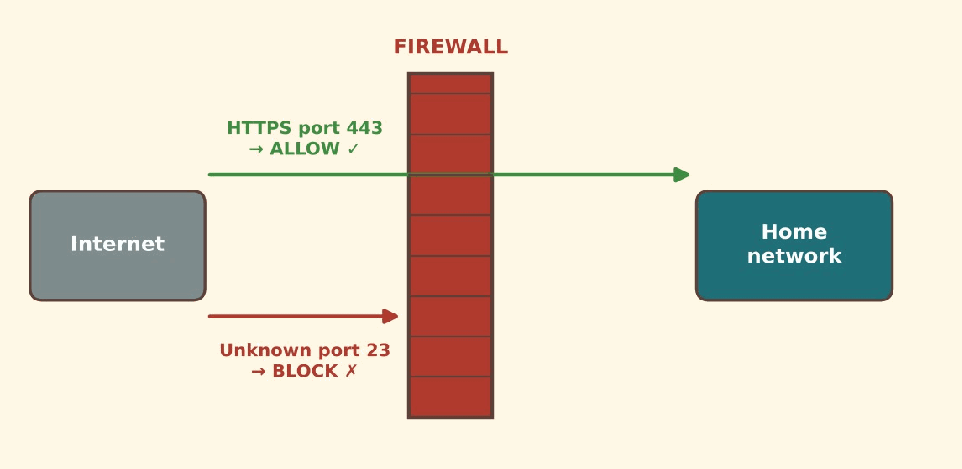 FIREWALL
HTTPS port 443
→ ALLOW ✓
Internet
Home
network
Unknown port 23
→ BLOCK ✗